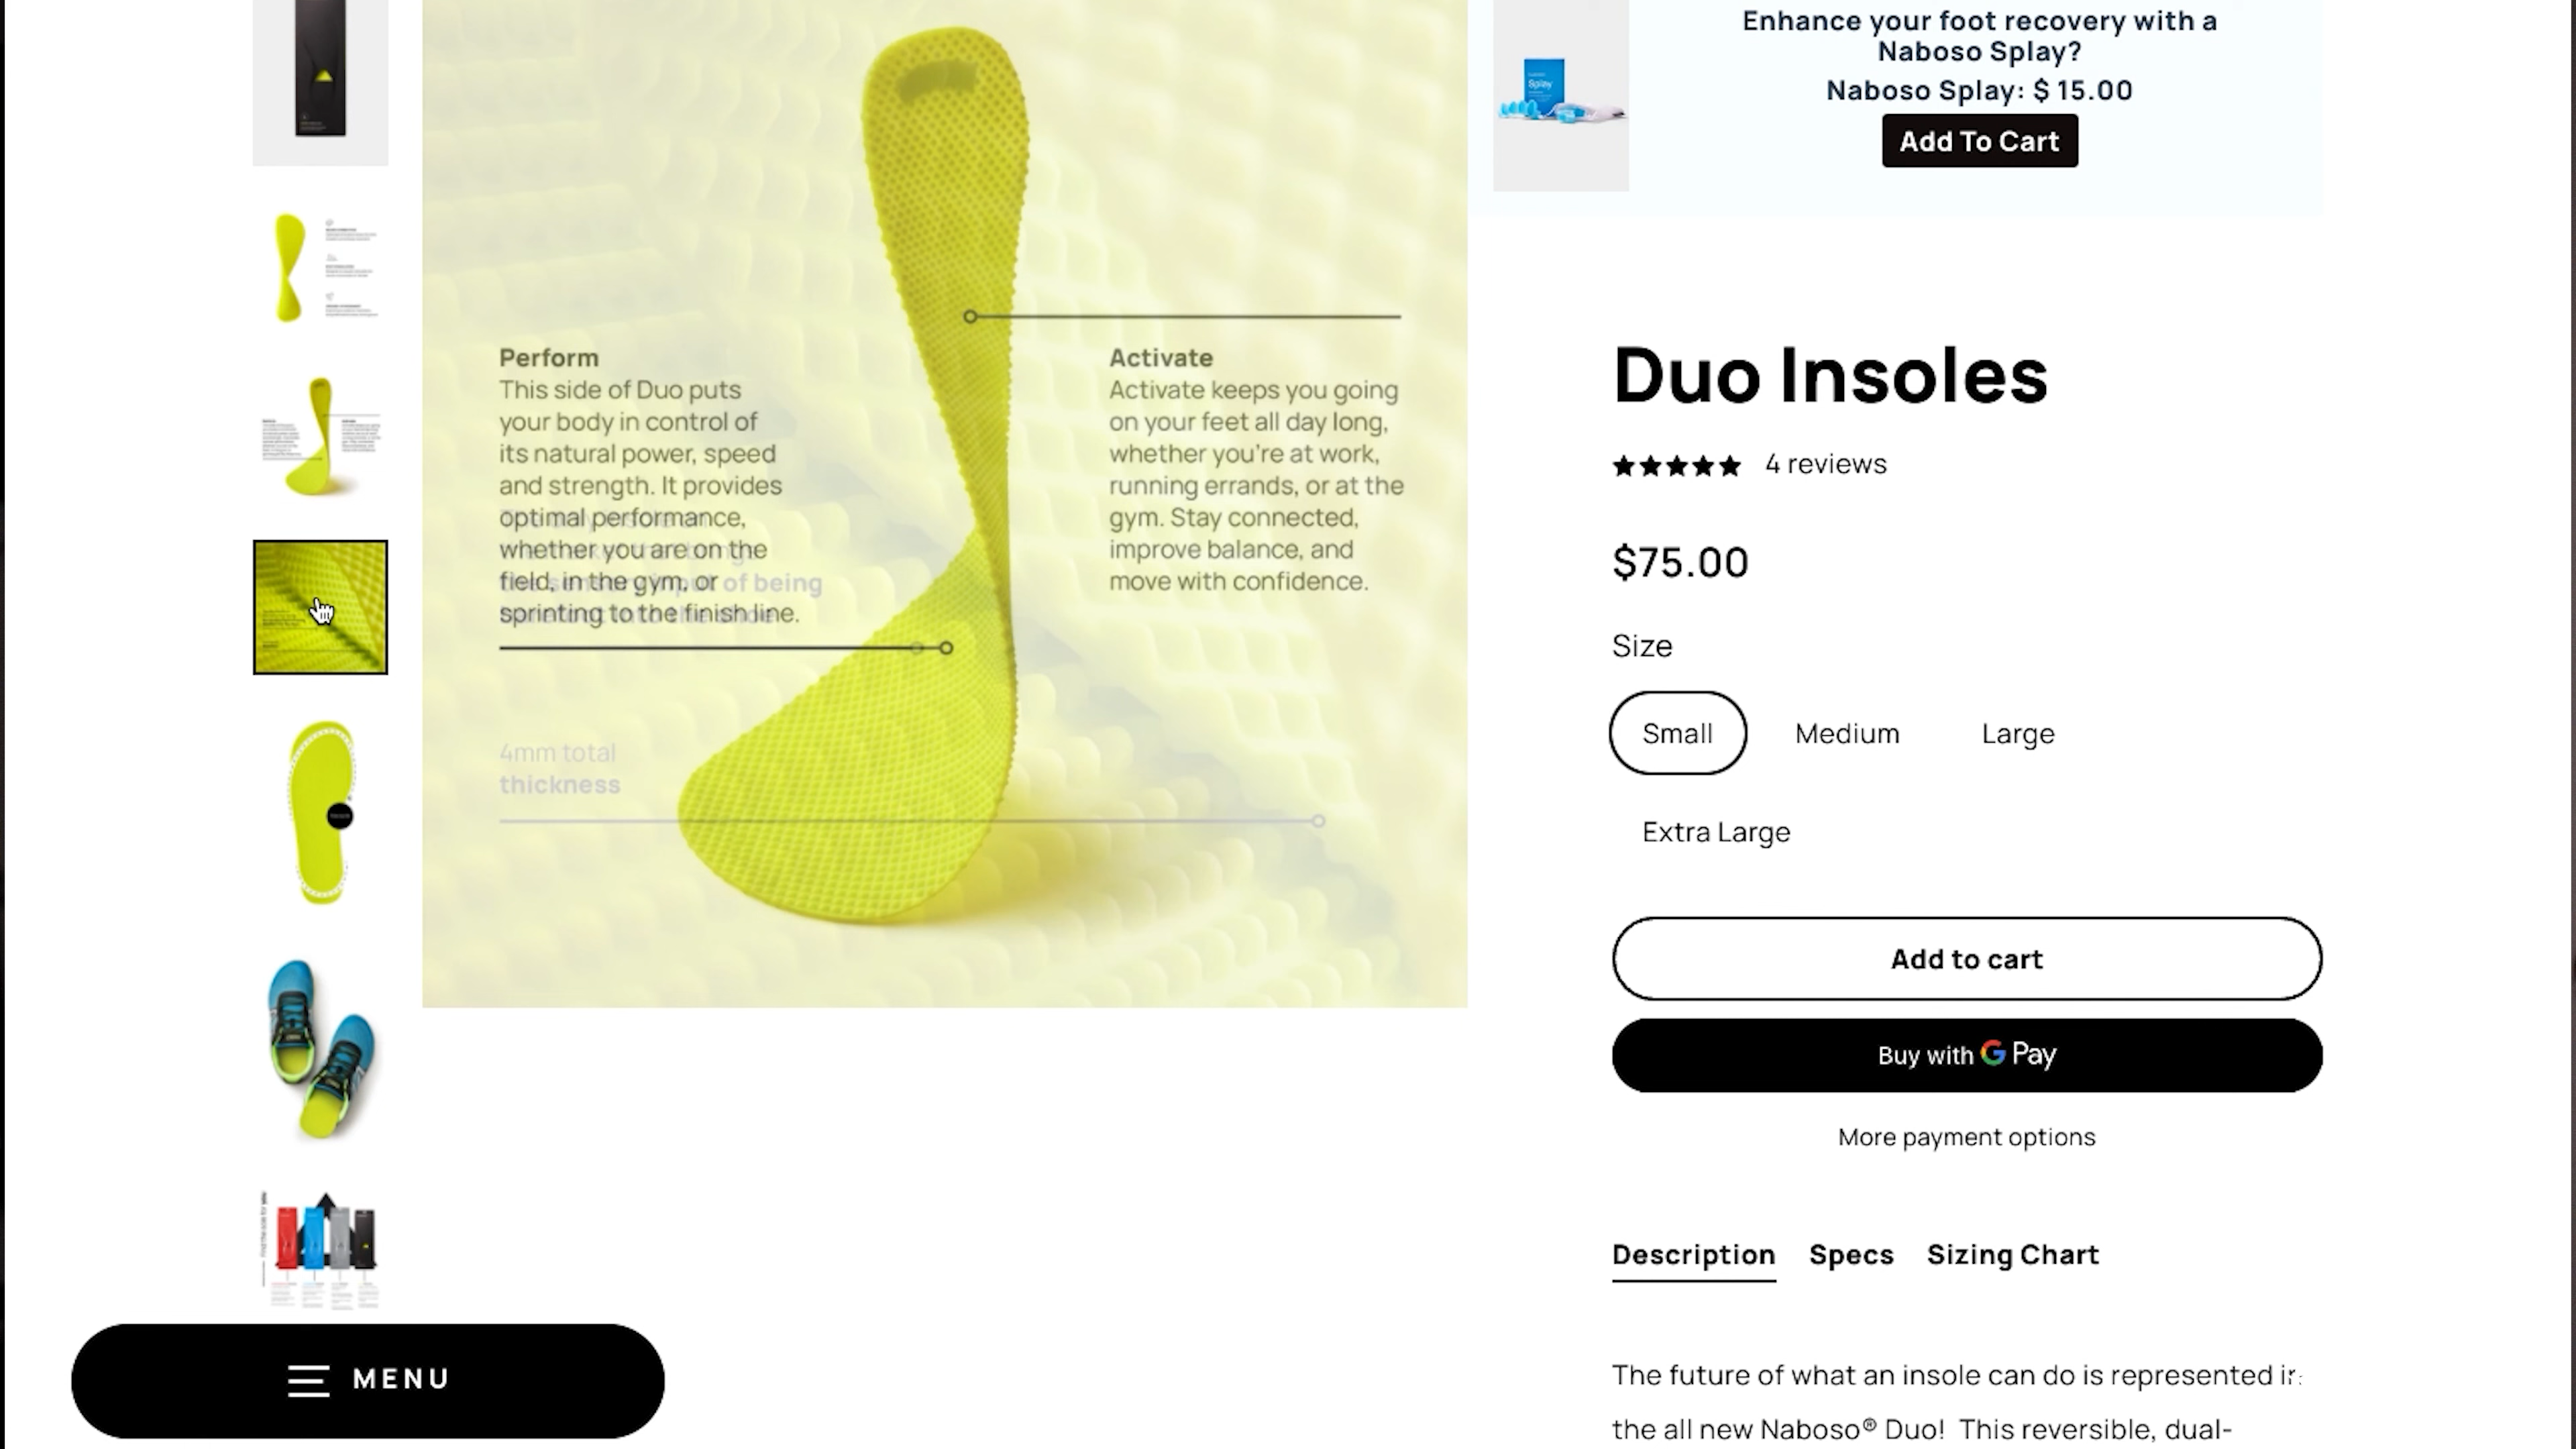 Enhance your foot recovery with a
Naboso Splay?
Naboso Splay: $ 15.00
Add To Cart
Splay
Perform
This side of Duo puts
your body in control of
its natural power, speed
and strength. It provides
optimal performance,
whether you are on the
field, in the gym, or
sprinting to the finish line.
the sensory input of being
4mm total
thickness
Activate
Activate keeps you going
on your feet all day long,
whether you're at work,
running errands, or at the
gym. Stay connected,
improve balance, and
move with confidence.
Duo Insoles
4 reviews
$75.00
Size
Small Medium Large
Extra Large
Add to cart
Buy with G Pay
More payment options
Description Specs Sizing Chart
The future of what an insole can do is represented in
the all new Naboso® Duo! This reversible, dual-
MENU